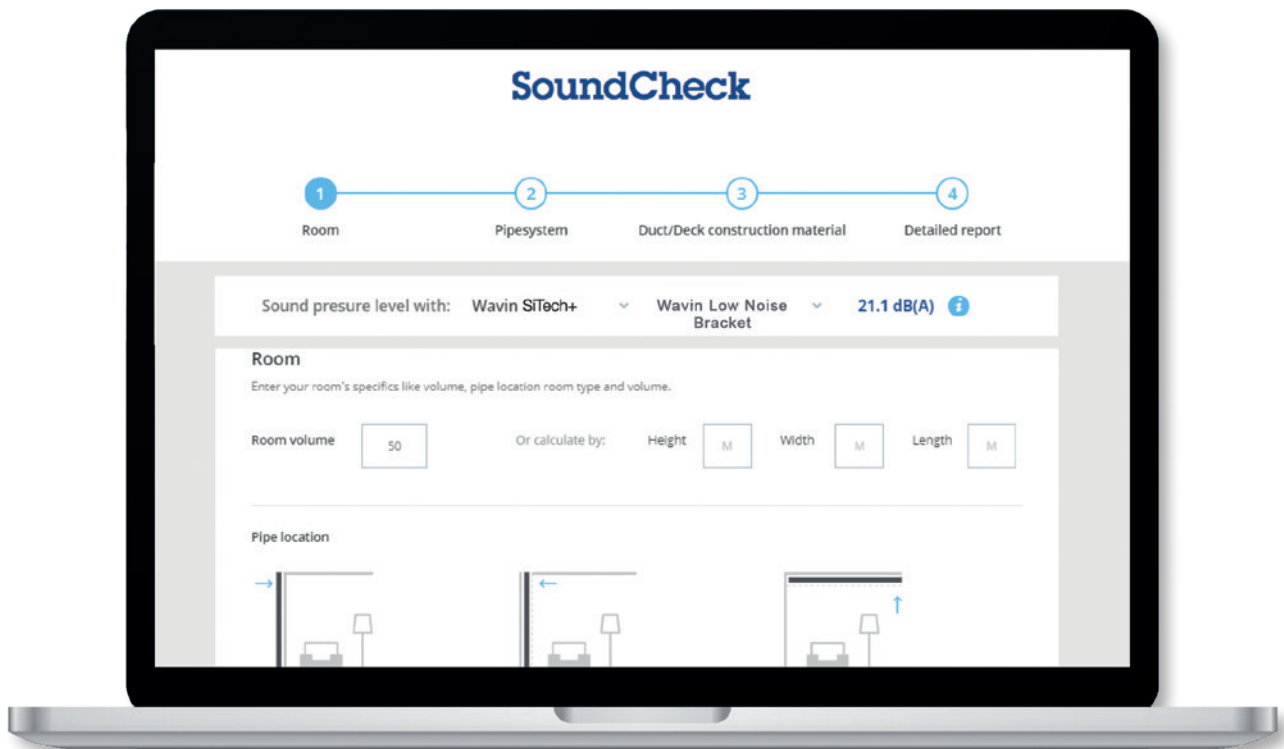 SoundCheck
1 2 3 4
Room Pipesystem Duct/Deck construction material Detailed report
Sound presure level with: Wavin SiTech+ Wavin Low Noise Bracket 21.1 dB(A) i
Room
Enter your room's specifics like volume, pipe location room type and volume.
Room volume 50 Or calculate by: Height M Width M Length M
Pipe location